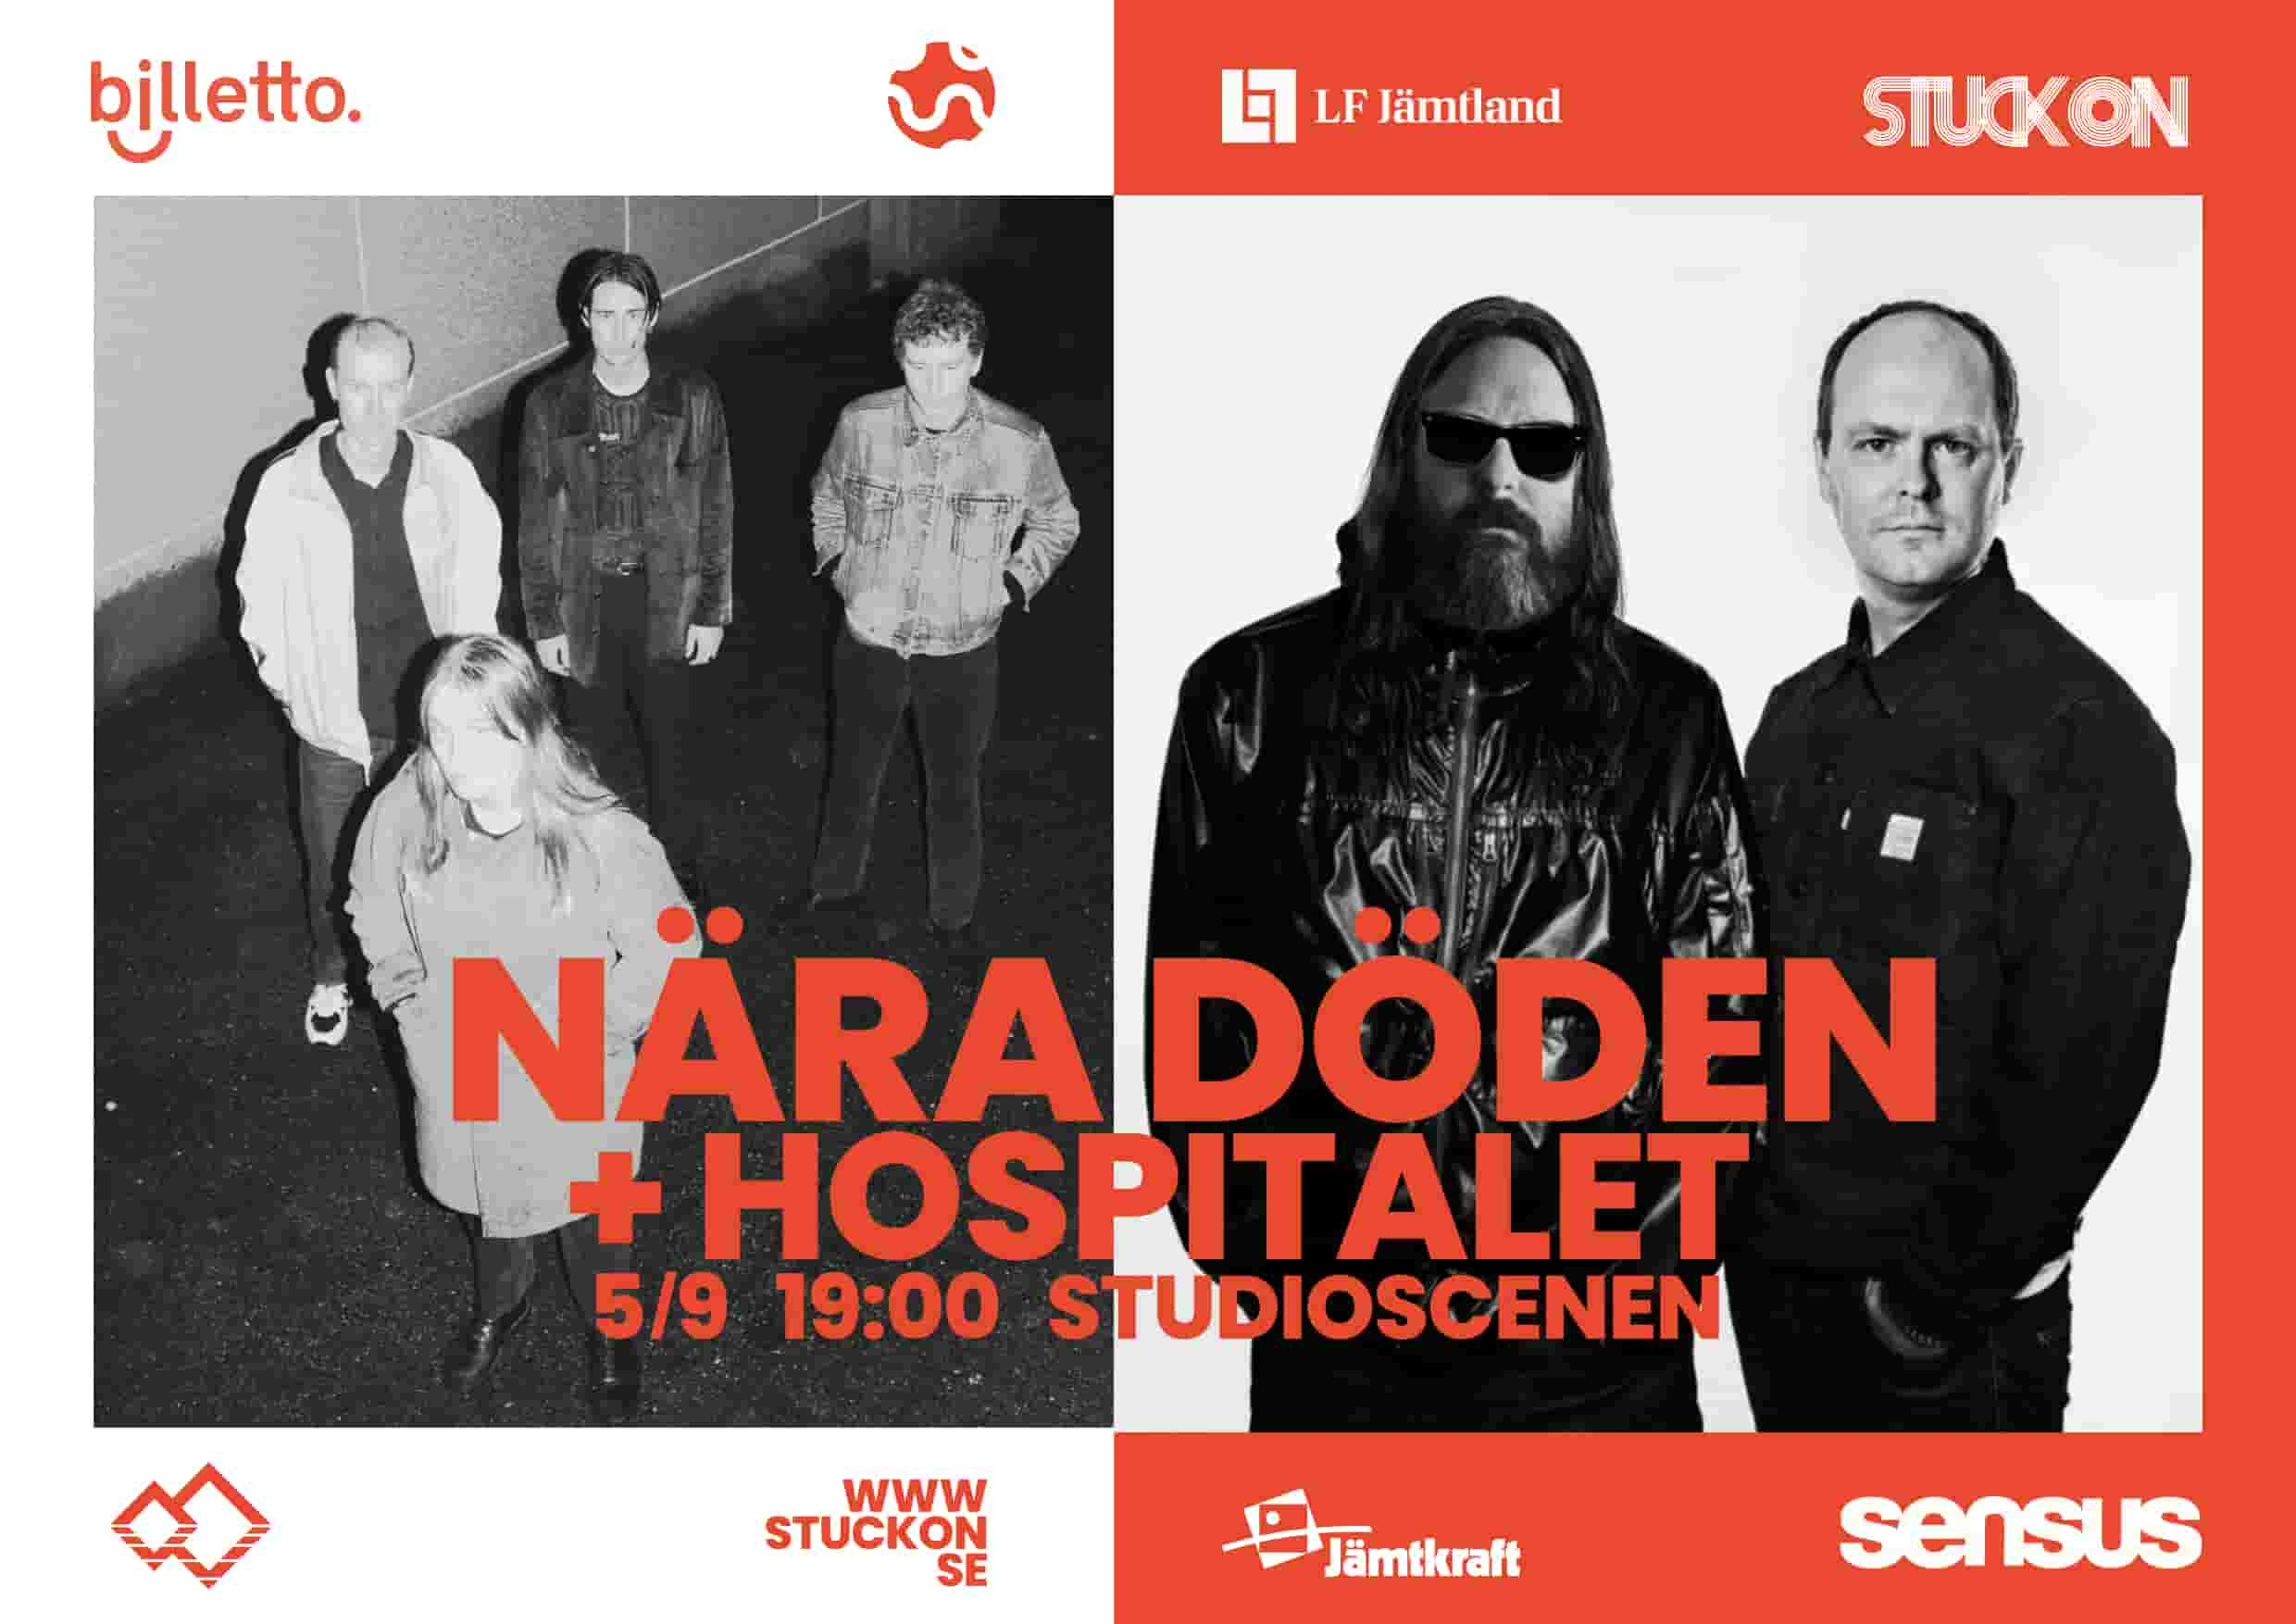 billetto.
LF Jämtland
STUCK ON
NÄRA DÖDEN
+ HOSPITALET
5/9 19:00 STUDIOSCENEN
WWW
STUCKON
SE
Jämtkraft
sensus